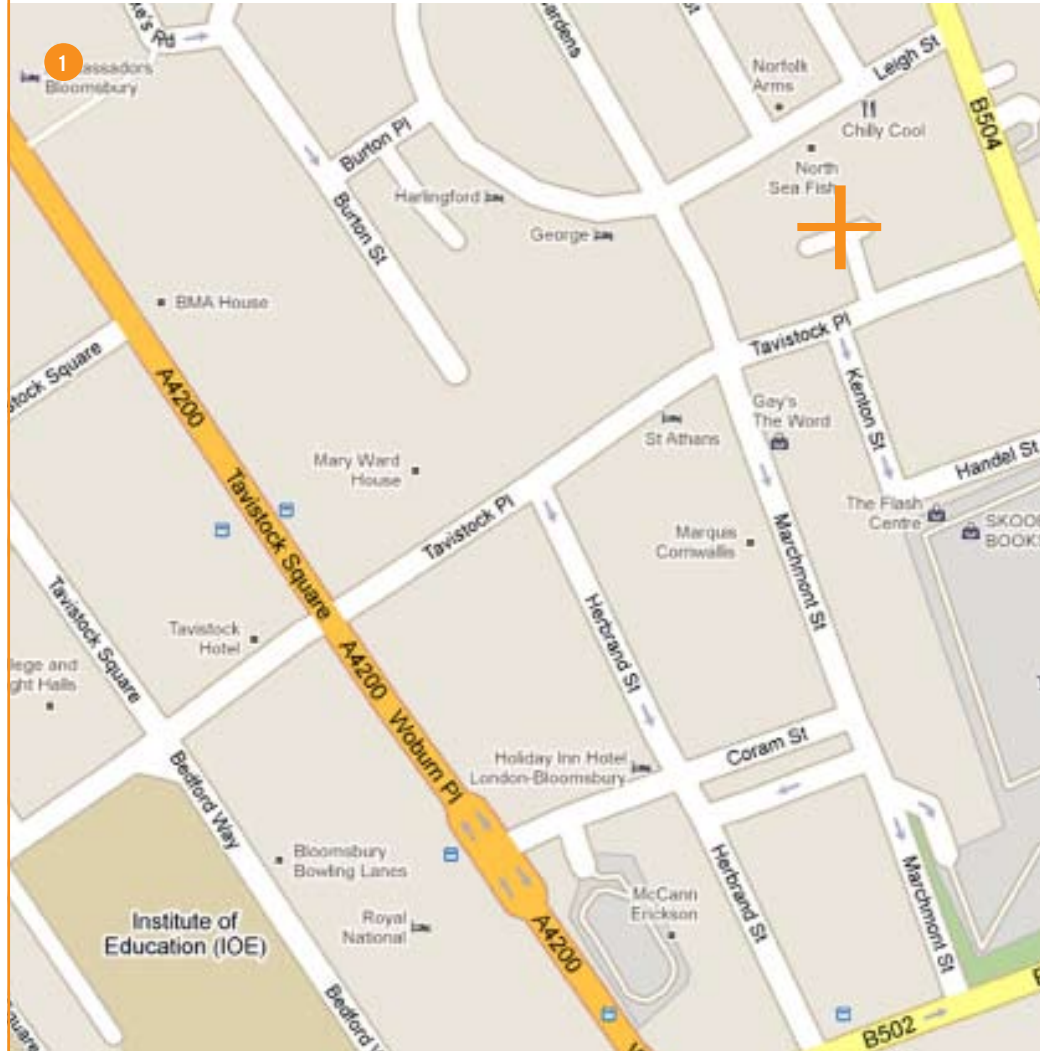 1
Bloomsbury
Burton Pl
Burton St
Harlingford
George
Leigh St
Norfolk
Arms
Chilly Cool
North
Sea Fish
B504
BMA House
A4200
Tavistock Pl
Kenton St
Gay's
The Word
St Athans
Handel St
Mary Ward
House
Tavistock Pl
The Flash
Centre
Marquis
Cornwallis
Marchmont St
Tavistock Square
Tavistock Square
Tavistock
Hotel
Herbrand St
A4200
Woburn Pl
Coram St
Holiday Inn Hotel
London-Bloomsbury
Bedford Way
Bloomsbury
Bowling Lanes
Institute of
Education (IOE)
Royal
National
McCann
Erickson
Herbrand St
Marchmont St
A4200
Bedford
B502